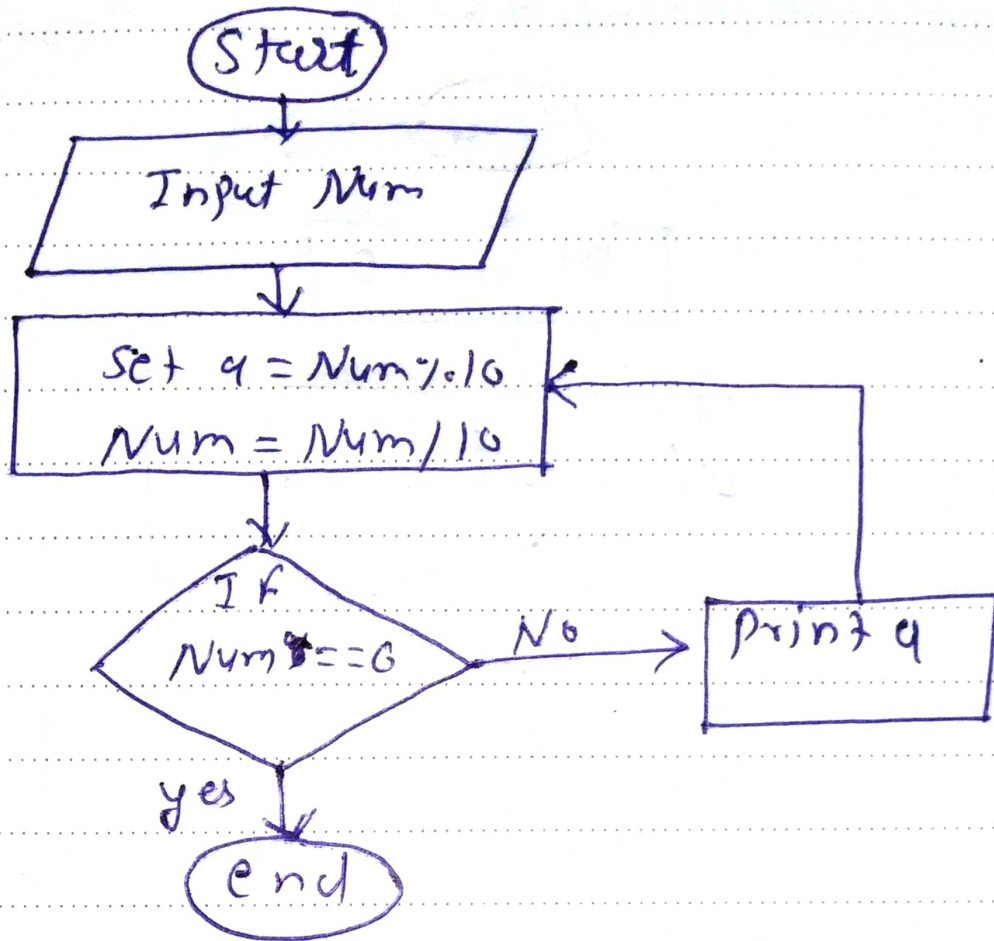 Start
Input Num
Set a = Num%10
Num = Num/10
If
Num==0
No
Print a
yes
end